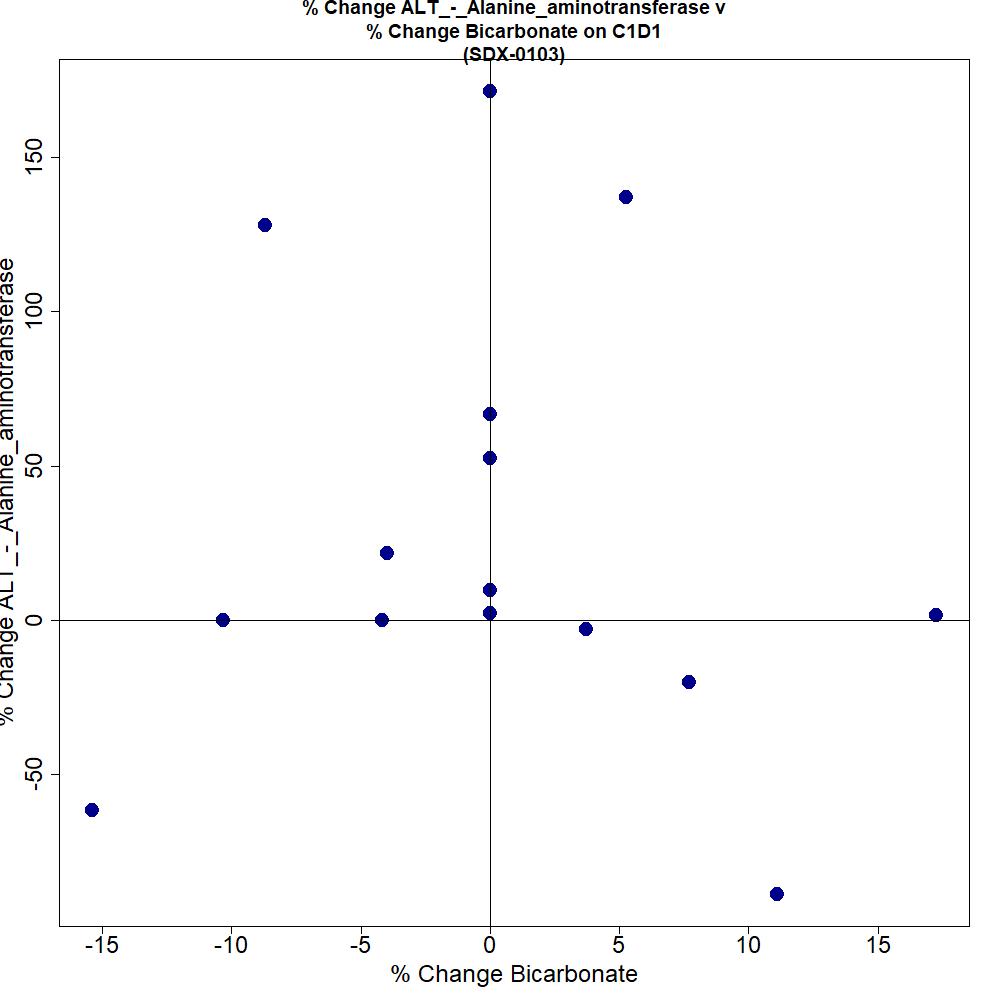 % Change ALT_-_Alanine_aminotransferase v
% Change Bicarbonate on C1D1
(SDX-0103)
% Change ALT_-_Alanine_aminotransferase
150
100
50
0
-50
-15
-10
-5
0
5
10
15
% Change Bicarbonate